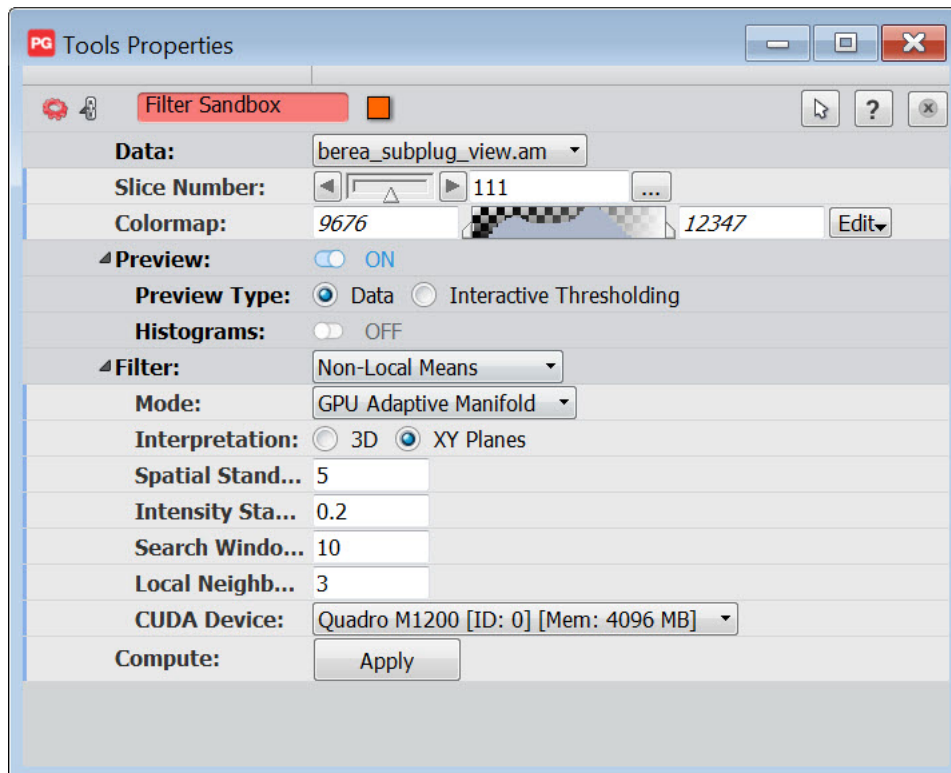 PG Tools Properties
Filter Sandbox ?
Data: berea_subplug_view.am
Slice Number: 111 ...
Colormap: 9676 12347 Edit
Preview: ON
Preview Type: Data Interactive Thresholding
Histograms: OFF
Filter: Non-Local Means
Mode: GPU Adaptive Manifold
Interpretation: 3D XY Planes
Spatial Stand... 5
Intensity Sta... 0.2
Search Windo... 10
Local Neighb... 3
CUDA Device: Quadro M1200 [ID: 0] [Mem: 4096 MB]
Compute: Apply